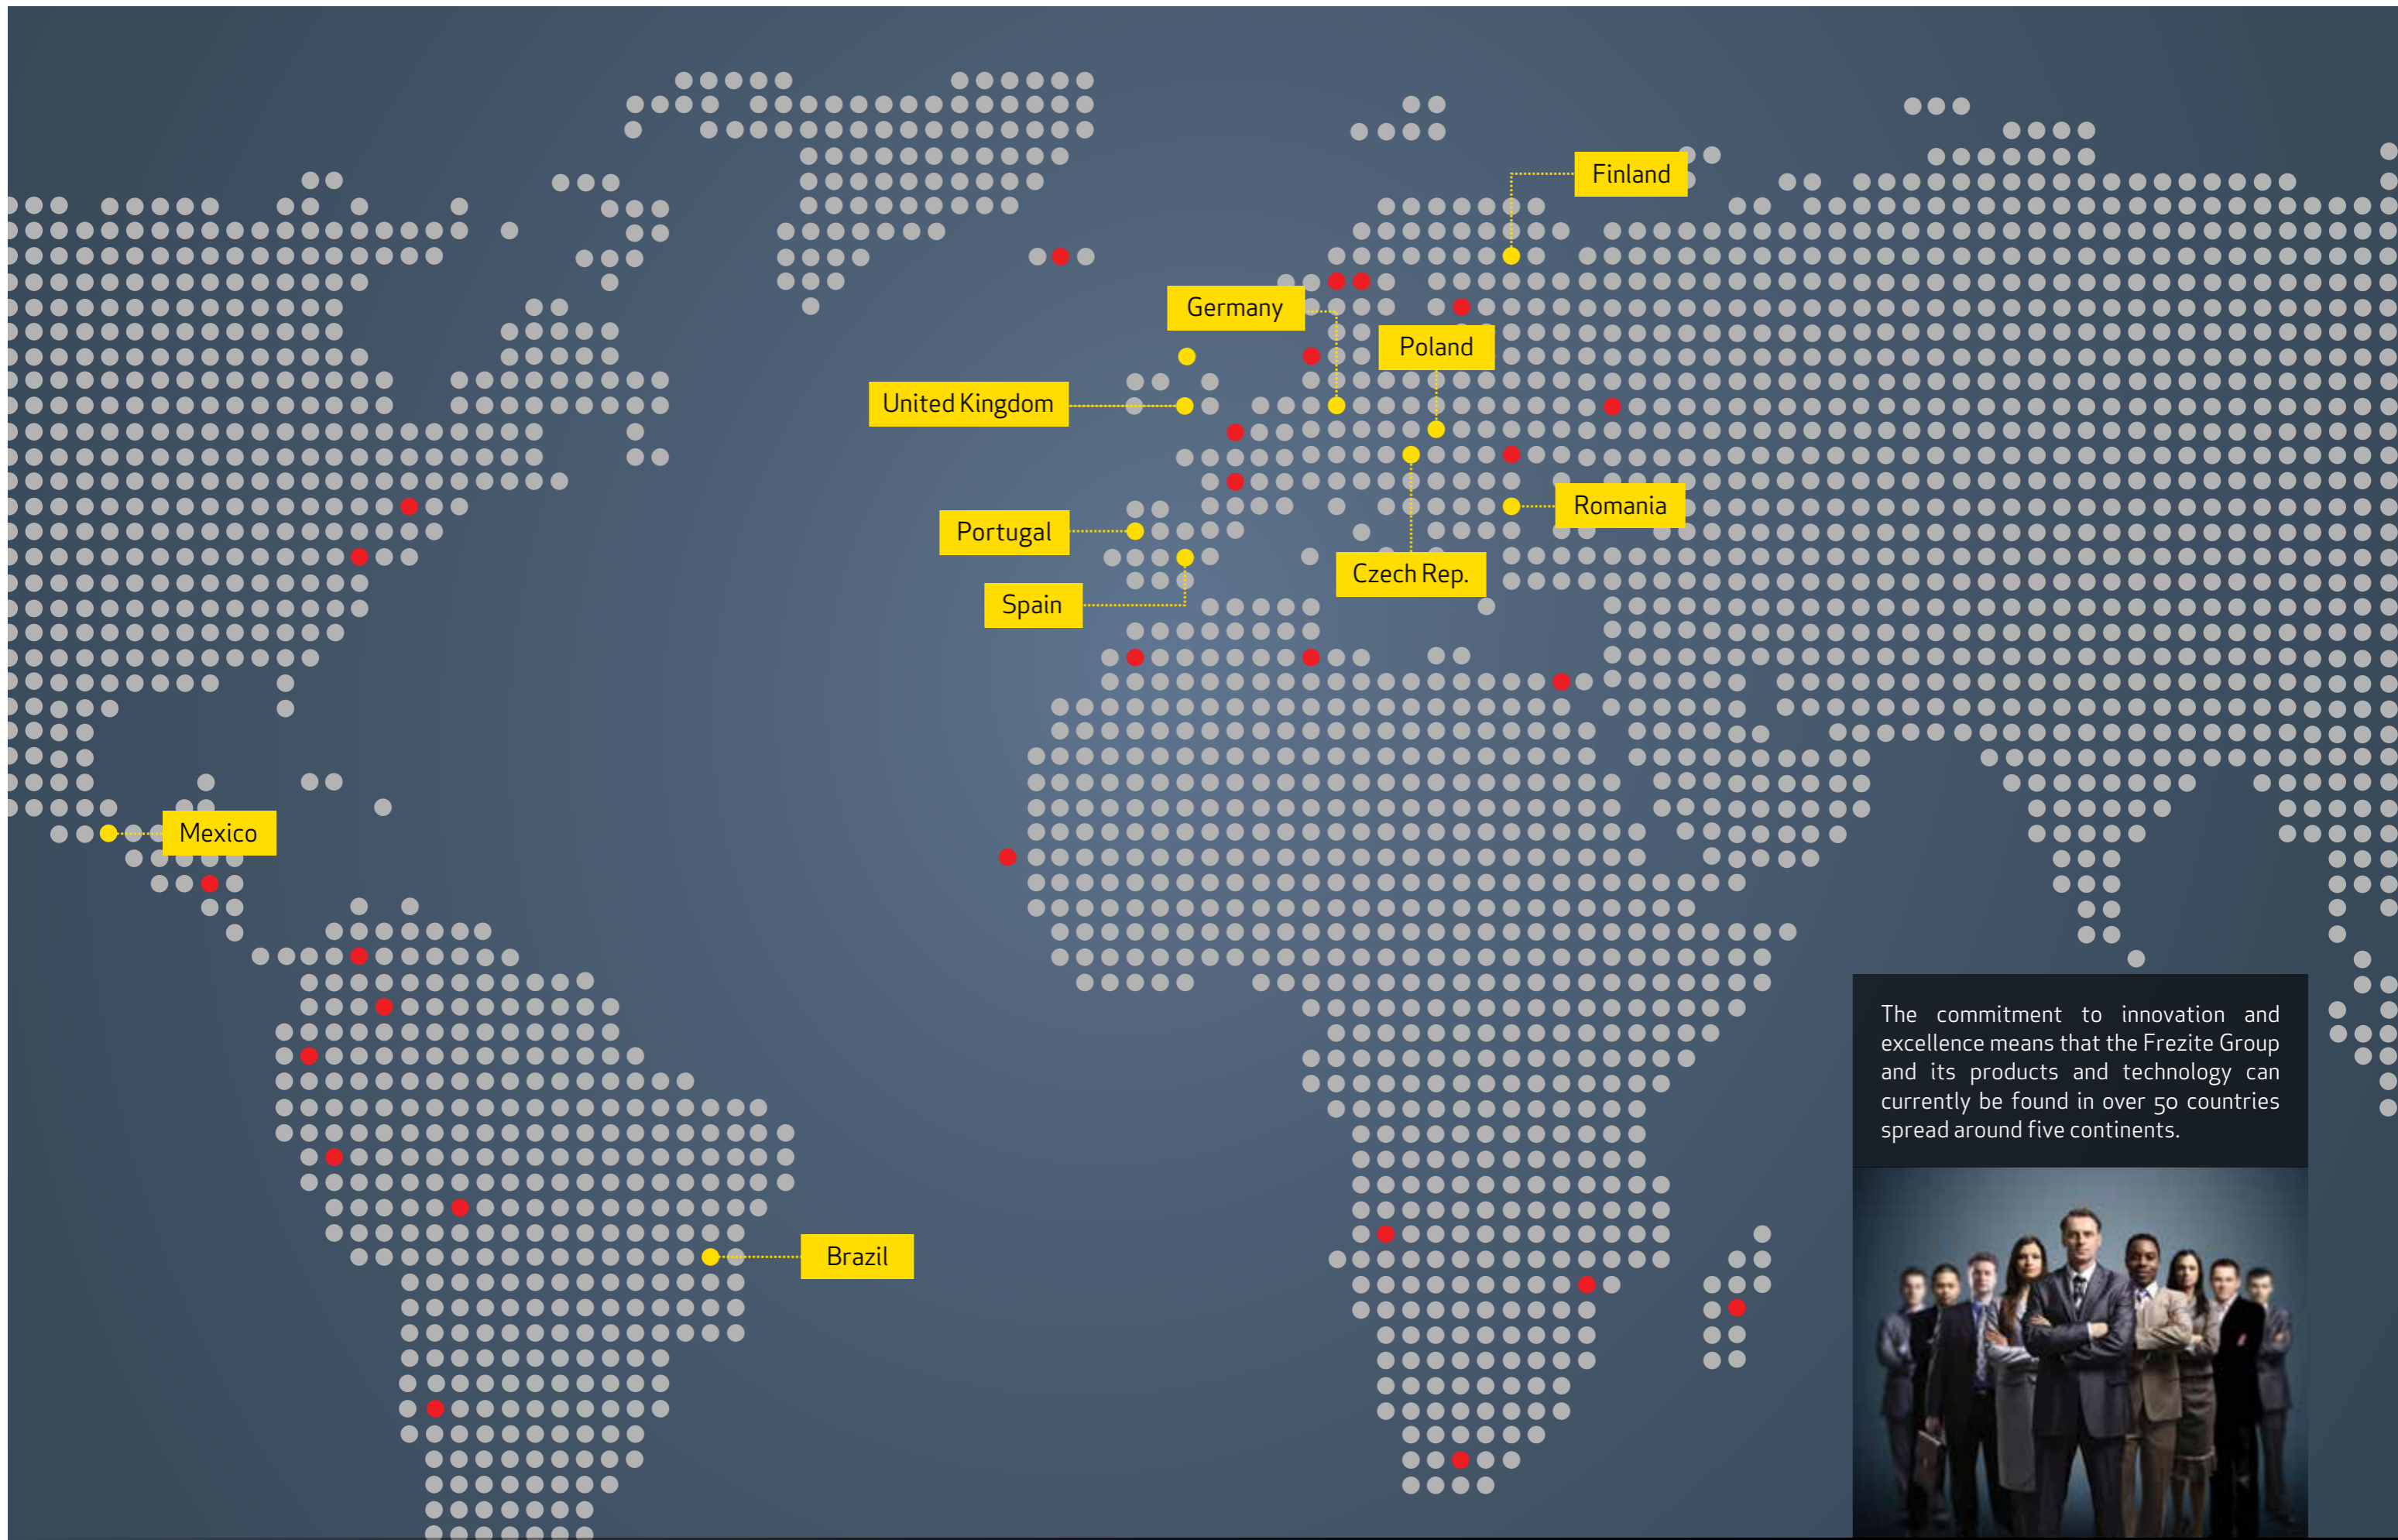 Finland
Germany
Poland
United Kingdom
Romania
Portugal
Czech Rep.
Spain
Mexico
The commitment to innovation and
excellence means that the Frezite Group
and its products and technology can
currently be found in over 50 countries
spread around five continents.
Brazil